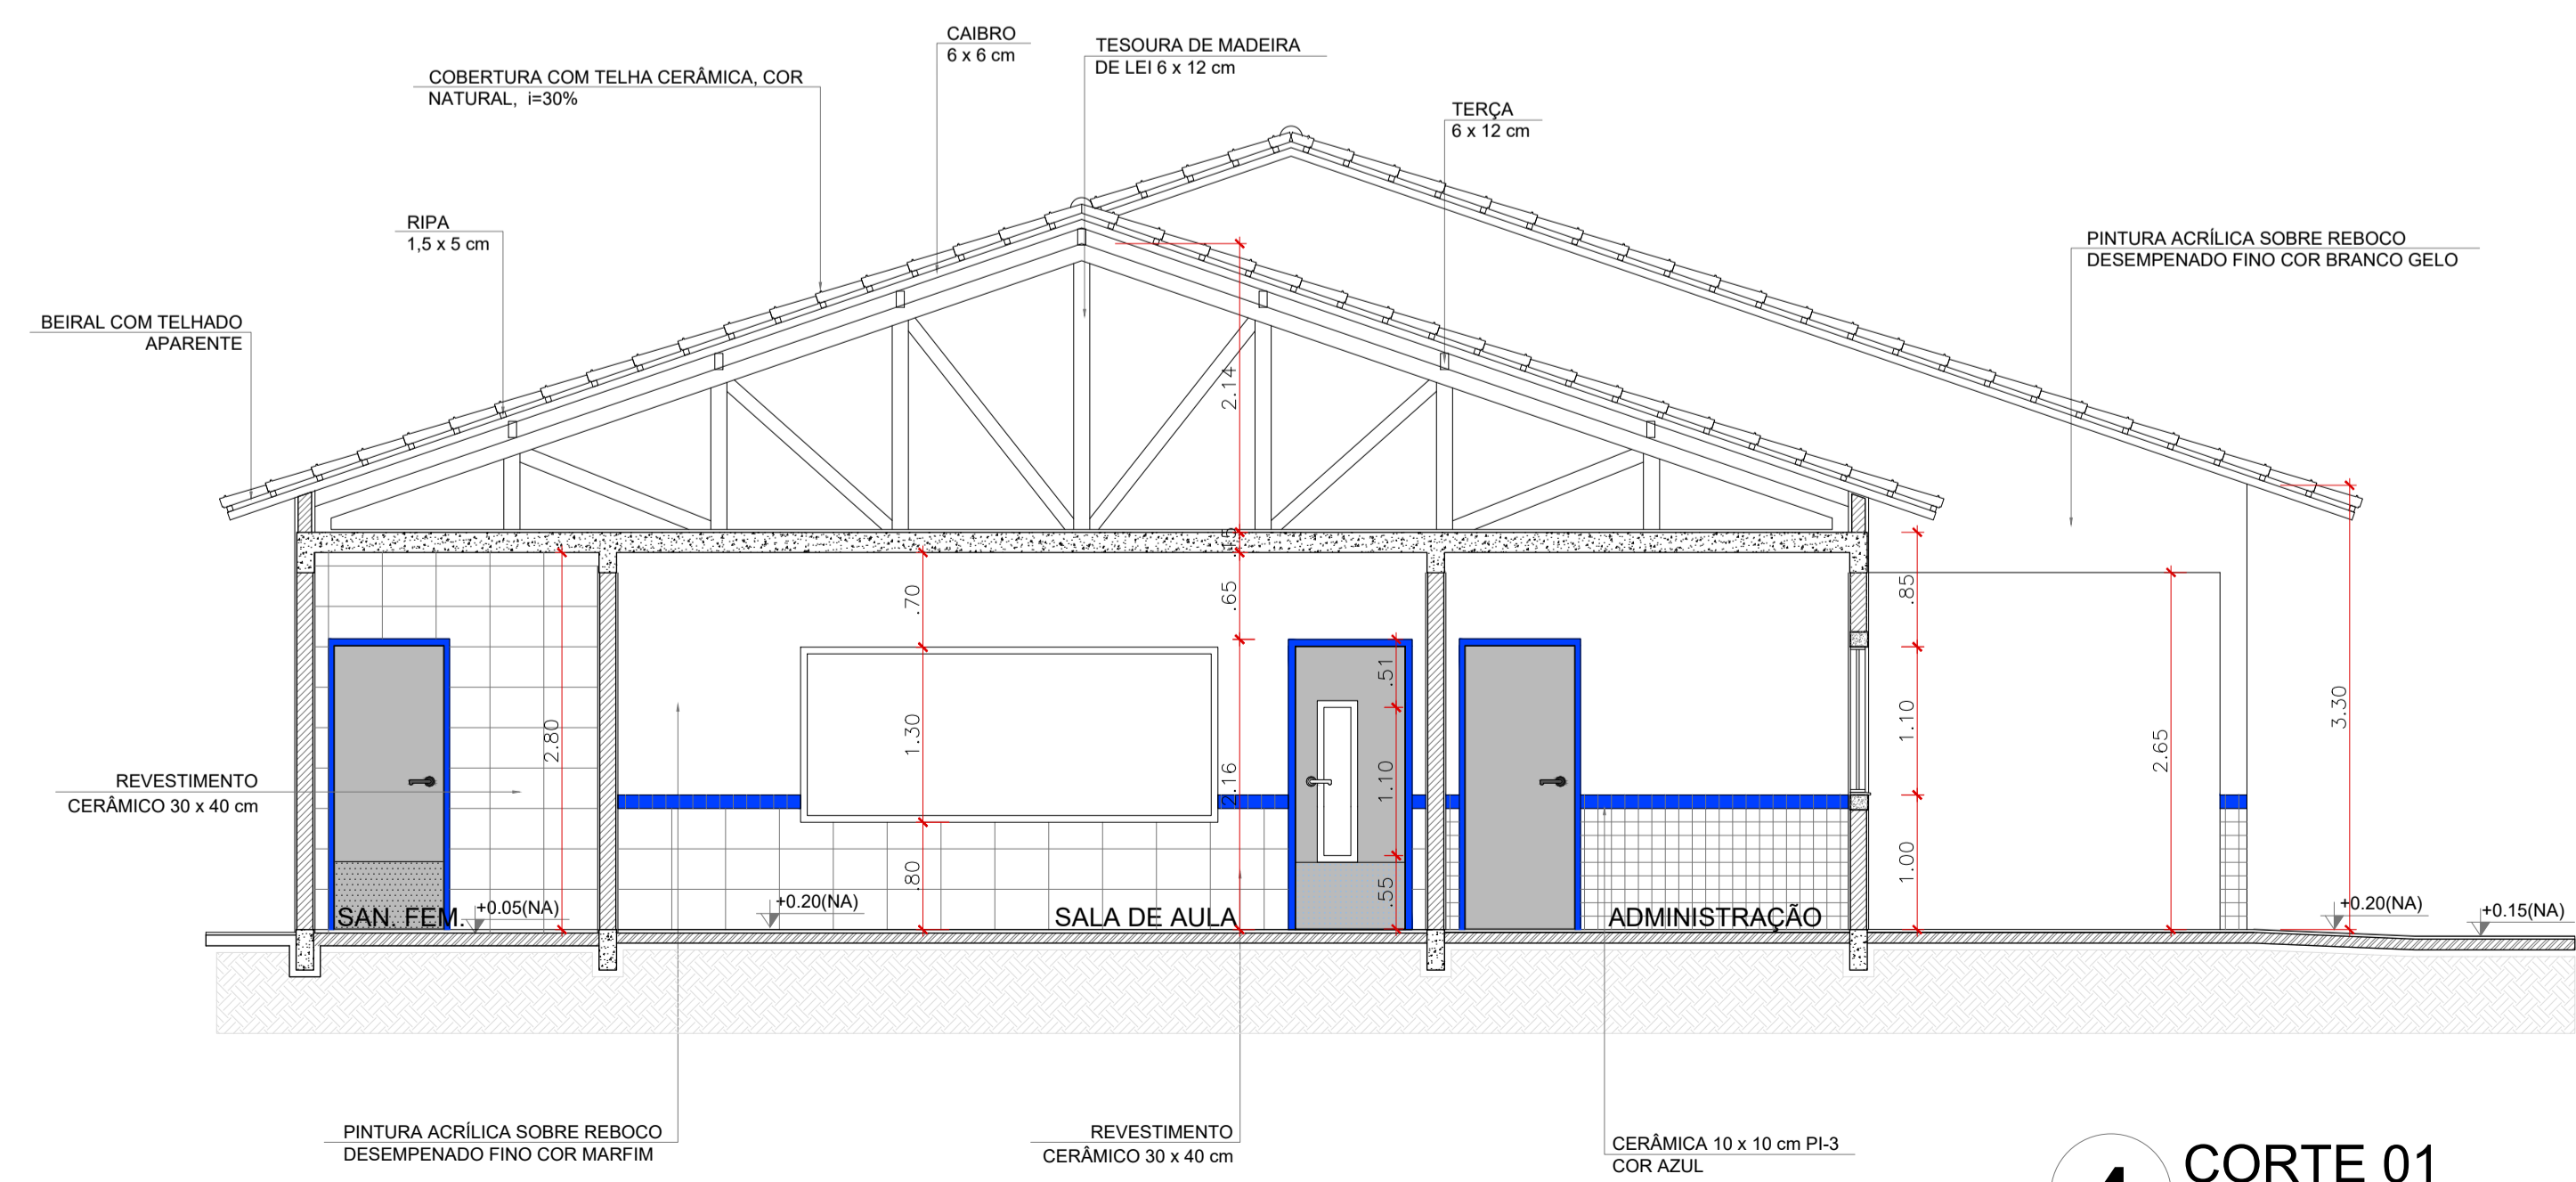 CAIBRO
6 x 6 cm
TESOURA DE MADEIRA
DE LEI 6 x 12 cm
COBERTURA COM TELHA CERÂMICA, COR
NATURAL,  i=30%
TERÇA
6 x 12 cm
RIPA
1,5 x 5 cm
PINTURA ACRÍLICA SOBRE REBOCO
DESEMPENADO FINO COR BRANCO GELO
BEIRAL COM TELHADO
APARENTE
2.14
.15
.65
2.16
.70
1.30
.80
2.80
.51
1.10
.55
.85
1.10
1.00
2.65
3.30
REVESTIMENTO
CERÂMICO 30 x 40 cm
SAN. FEM.
+0.05(NA)
+0.20(NA)
SALA DE AULA
ADMINISTRAÇÃO
+0.20(NA)
+0.15(NA)
PINTURA ACRÍLICA SOBRE REBOCO
DESEMPENADO FINO COR MARFIM
REVESTIMENTO
CERÂMICO 30 x 40 cm
CERÂMICA 10 x 10 cm PI-3
COR AZUL
CORTE 01